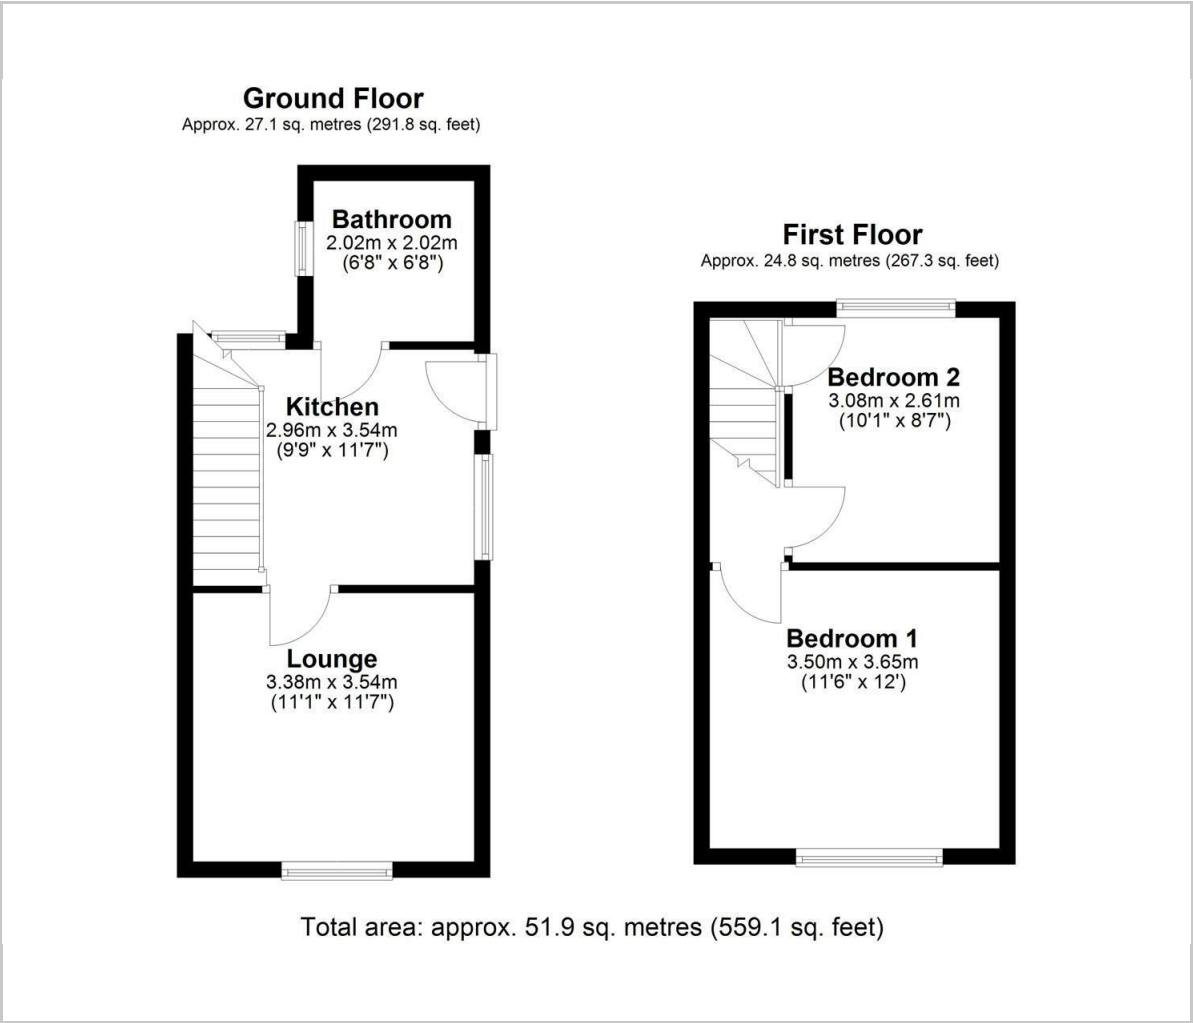 Ground Floor
Approx. 27.1 sq. metres (291.8 sq. feet)
Bathroom
2.02m x 2.02m
(6'8" x 6'8")
Kitchen
2.96m x 3.54m
(9'9" x 11'7")
Lounge
3.38m x 3.54m
(11'1" x 11'7")
First Floor
Approx. 24.8 sq. metres (267.3 sq. feet)
Bedroom 2
3.08m x 2.61m
(10'1" x 8'7")
Bedroom 1
3.50m x 3.65m
(11'6" x 12')
Total area: approx. 51.9 sq. metres (559.1 sq. feet)